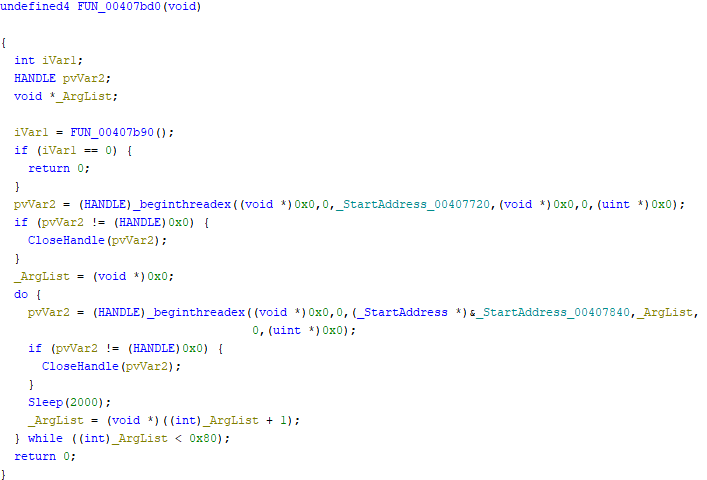 undefined4 FUN_00407bd0(void)
{
int iVar1;
HANDLE pvVar2;
void *_ArgList;
iVar1 = FUN_00407b90();
if (iVar1 == 0) {
return 0;
}
pvVar2 = (HANDLE)_beginthreadex((void *)0x0,0,_StartAddress_00407720,(void *)0x0,0,(uint *)0x0);
if (pvVar2 != (HANDLE)0x0) {
CloseHandle(pvVar2);
}
_ArgList = (void *)0x0;
do {
pvVar2 = (HANDLE)_beginthreadex((void *)0x0,0,(_StartAddress *)&_StartAddress_00407840,_ArgList,
0,(uint *)0x0);
if (pvVar2 != (HANDLE)0x0) {
CloseHandle(pvVar2);
}
Sleep(2000);
_ArgList = (void *)((int)_ArgList + 1);
} while ((int)_ArgList < 0x80);
return 0;
}